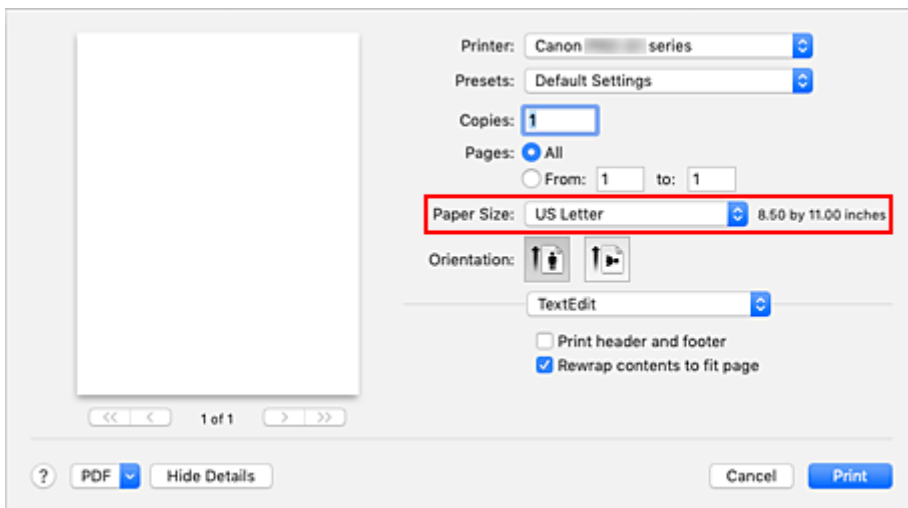 Printer: Canon series
Presets: Default Settings
Copies: 1
Pages: All
From: 1 to: 1
Paper Size: US Letter 8.50 by 11.00 inches
Orientation:
TextEdit
Print header and footer
Rewrap contents to fit page
<< < 1 of 1 > >>
? PDF Hide Details Cancel Print